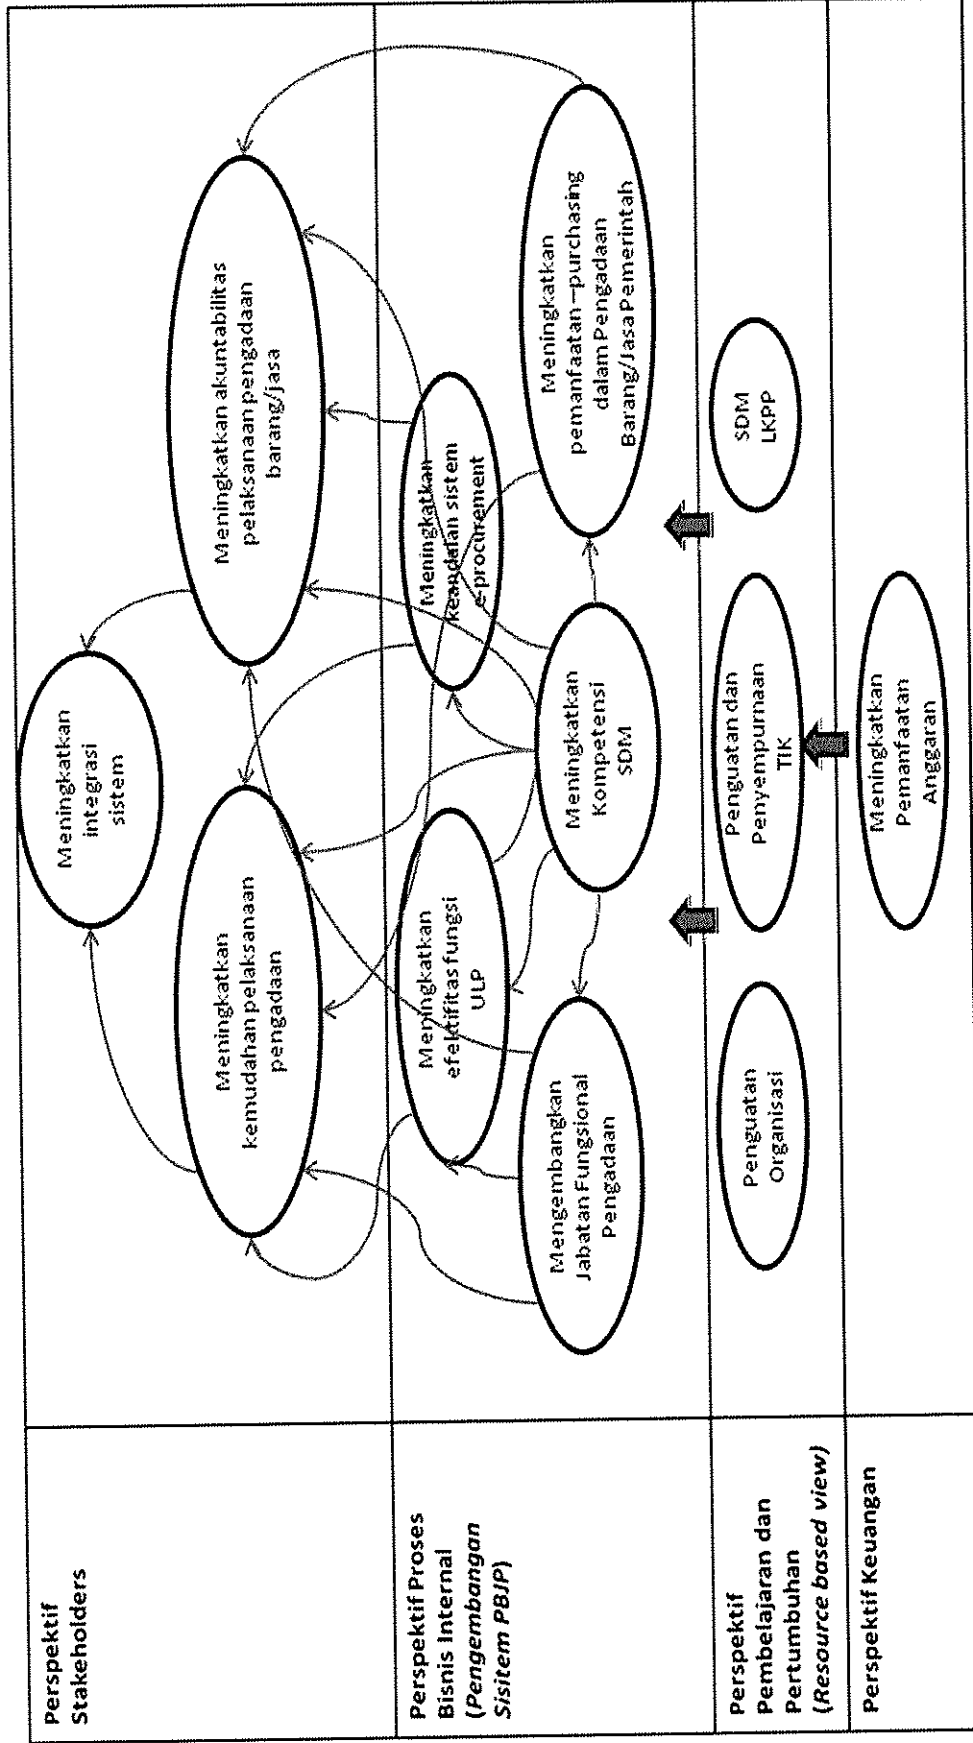 Perspektif
Stakeholders
Meningkatkan
integrasi
sistem
Meningkatkan
kemudahan pelaksanaan
pengadaan
Meningkatkan akuntabilitas
pelaksanaan pengadaan
barang/jasa
Perspektif Proses
Bisnis Internal
(Pengembangan
Sisitem PBJP)
Meningkatkan
efektifitas fungsi
ULP
Meningkatkan
keandalan sistem
e-procurement
Mengembangkan
Jabatan Fungsional
Pengadaan
Meningkatkan
Kompetensi
SDM
Meningkatkan
pemanfaatan –purchasing
dalam Pengadaan
Barang/Jasa Pemerintah
Perspektif
Pembelajaran dan
Pertumbuhan
(Resource based view)
Penguatan
Organisasi
Penguatan dan
Penyempurnaan
TIK
SDM
LKPP
Perspektif Keuangan
Meningkatkan
Pemanfaatan
Anggaran